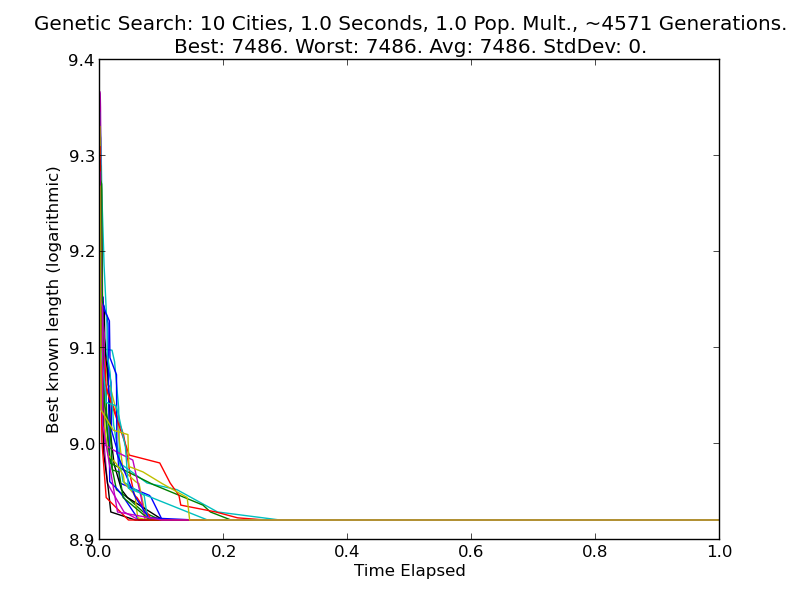 Genetic Search: 10 Cities, 1.0 Seconds, 1.0 Pop. Mult., ~4571 Generations.
Best: 7486. Worst: 7486. Avg: 7486. StdDev: 0.
9.4
9.3
9.2
9.1
9.0
8.9
Best known length (logarithmic)
0.0 0.2 0.4 0.6 0.8 1.0
Time Elapsed